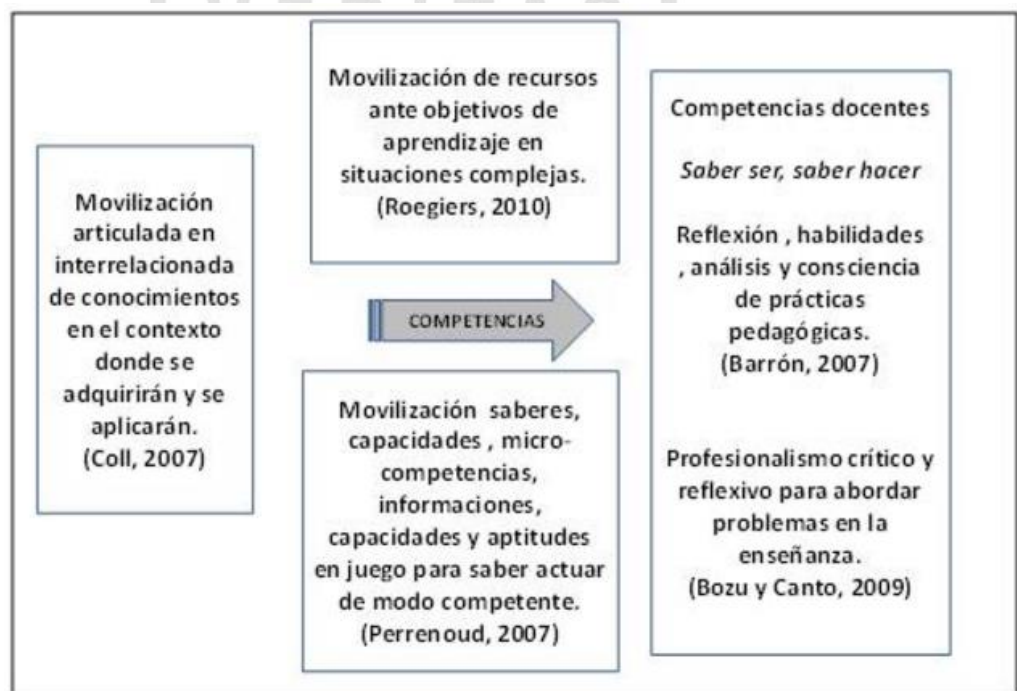 Movilización
articulada en
interrelacionada
de conocimientos
en el contexto
donde se
adquirirán y se
aplicarán.
(Coll, 2007)
Movilización de recursos
ante objetivos de
aprendizaje en
situaciones complejas.
(Roegiers, 2010)
COMPETENCIAS
Movilización saberes,
capacidades , micro-
competencias,
informaciones,
capacidades y aptitudes
en juego para saber actuar
de modo competente.
(Perrenoud, 2007)
Competencias docentes
Saber ser, saber hacer
Reflexión , habilidades
, análisis y consciencia
de prácticas
pedagógicas.
(Barrón, 2007)
Profesionalismo crítico y
reflexivo para abordar
problemas en la
enseñanza.
(Bozu y Canto, 2009)